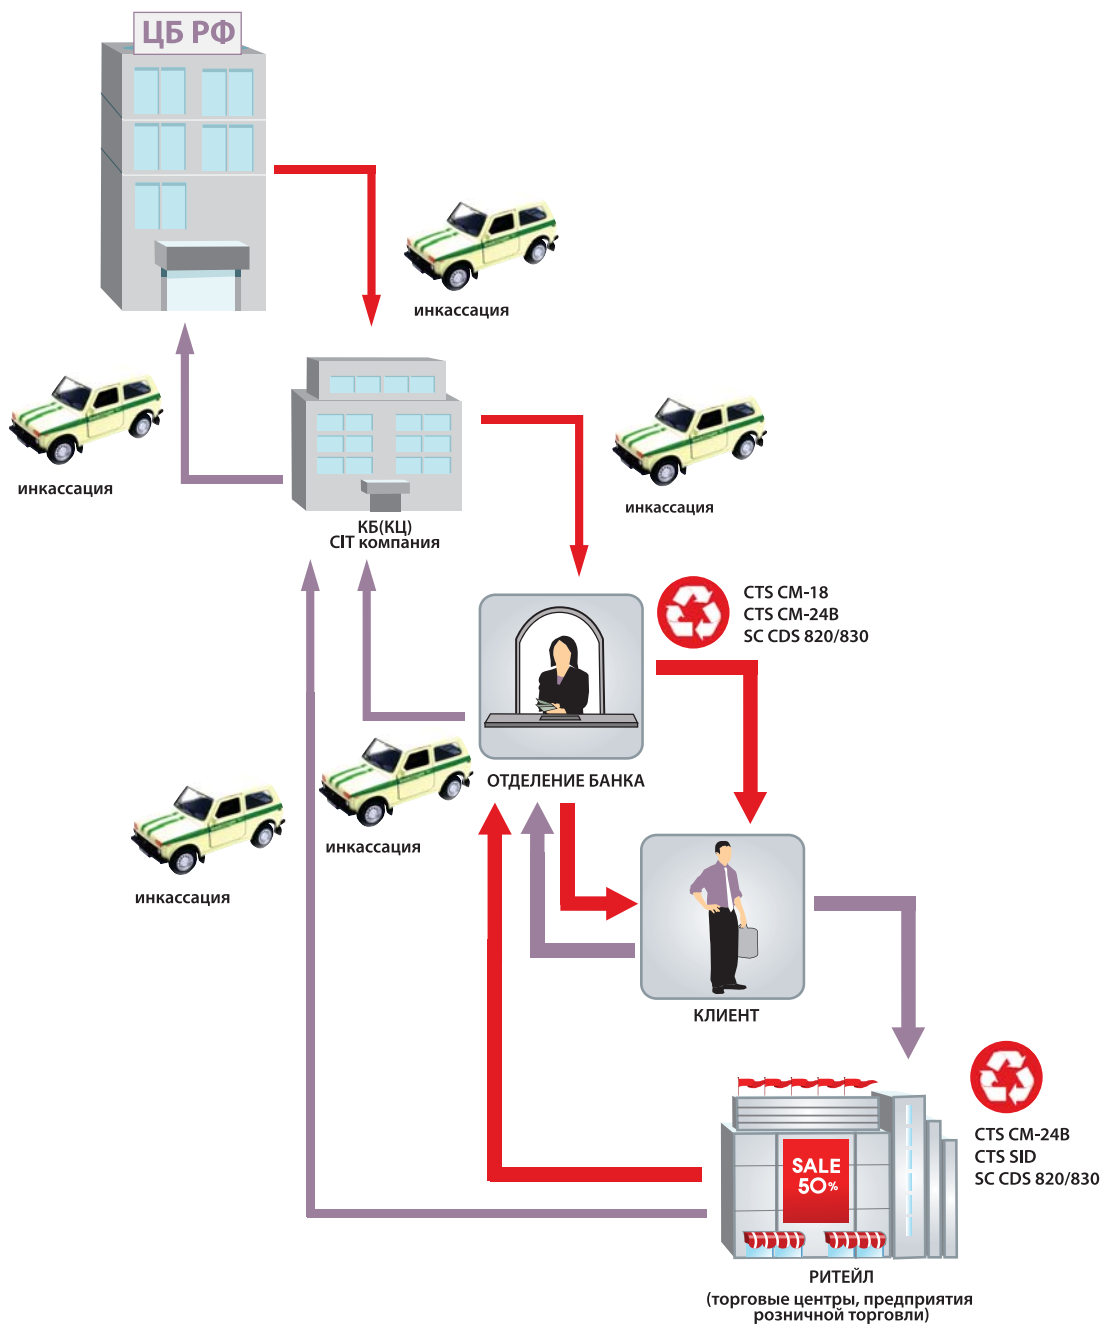 ЦБ РФ
инкассация
инкассация
инкассация
КБ(КЦ)
CIT компания
CTS CM-18
CTS CM-24B
SC CDS 820/830
ОТДЕЛЕНИЕ БАНКА
инкассация
инкассация
КЛИЕНТ
CTS CM-24B
CTS SID
SC CDS 820/830
SALE
50%
РИТЕЙЛ
(торговые центры, предприятия
розничной торговли)